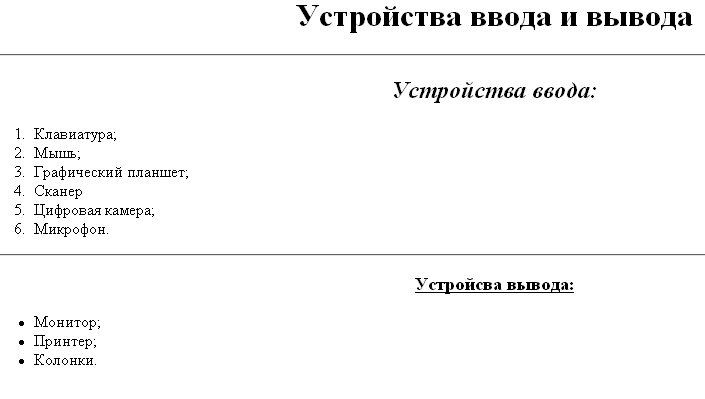 Устройства ввода и вывода
Устройства ввода:
1. Клавиатура;
2. Мышь;
3. Графический планшет;
4. Сканер
5. Цифровая камера;
6. Микрофон.
Устройсва вывода:
• Монитор;
• Принтер;
• Колонки.